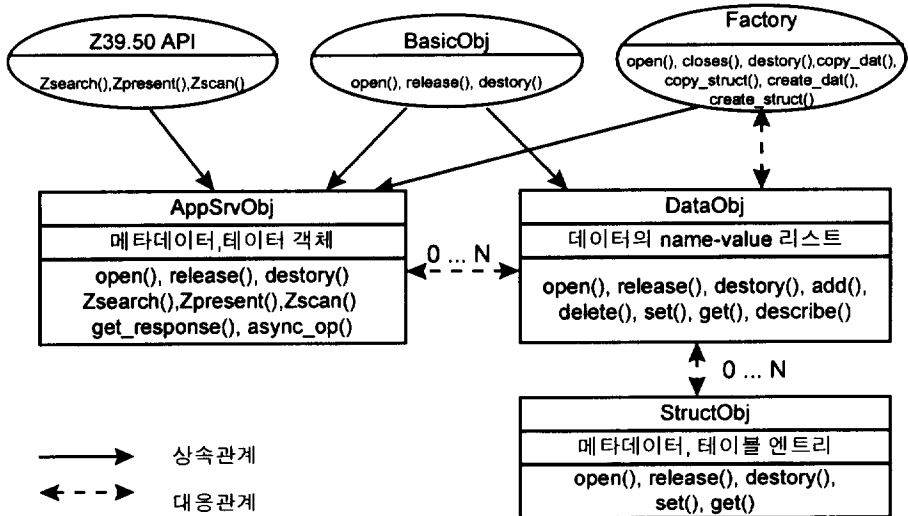 Z39.50 API
Zsearch(),Zpresent(),Zscan()
BasicObj
open(), release(), destory()
Factory
open(), closes(), destory(),copy_dat(),
copy_struct(), create_dat(),
create_struct()
AppSrvObj
메타데이터,테이터 객체
open(), release(), destory()
Zsearch(),Zpresent(),Zscan()
get_response(), async_op()
0 ... N
DataObj
데이터의 name-value 리스트
open(), release(), destory(), add(),
delete(), set(), get(), describe()
0 ... N
StructObj
메타데이터, 테이블 엔트리
open(), release(), destory(),
set(), get()
상속관계
대응관계